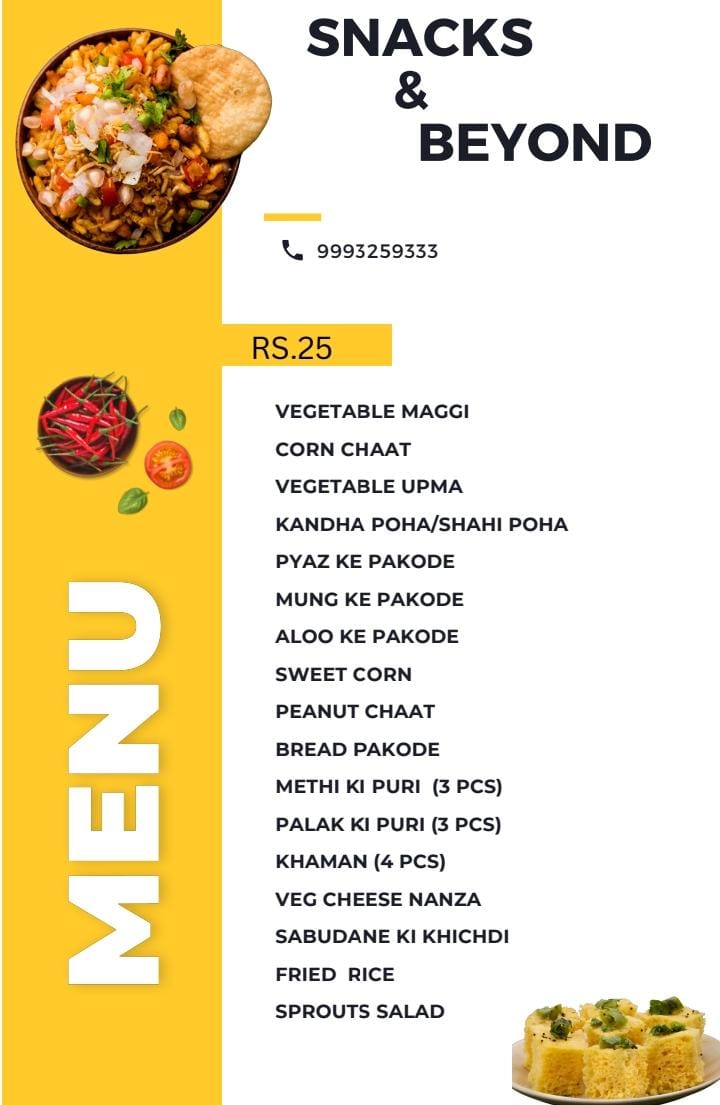 SNACKS
&
BEYOND
9993259333
RS.25
VEGETABLE MAGGI
CORN CHAAT
VEGETABLE UPMA
KANDHA POHA/SHAHI POHA
PYAZ KE PAKODE
MUNG KE PAKODE
ALOO KE PAKODE
SWEET CORN
PEANUT CHAAT
BREAD PAKODE
METHI KI PURI  (3 PCS)
PALAK KI PURI (3 PCS)
KHAMAN (4 PCS)
VEG CHEESE NANZA
SABUDANE KI KHICHDI
FRIED  RICE
SPROUTS SALAD
MENU